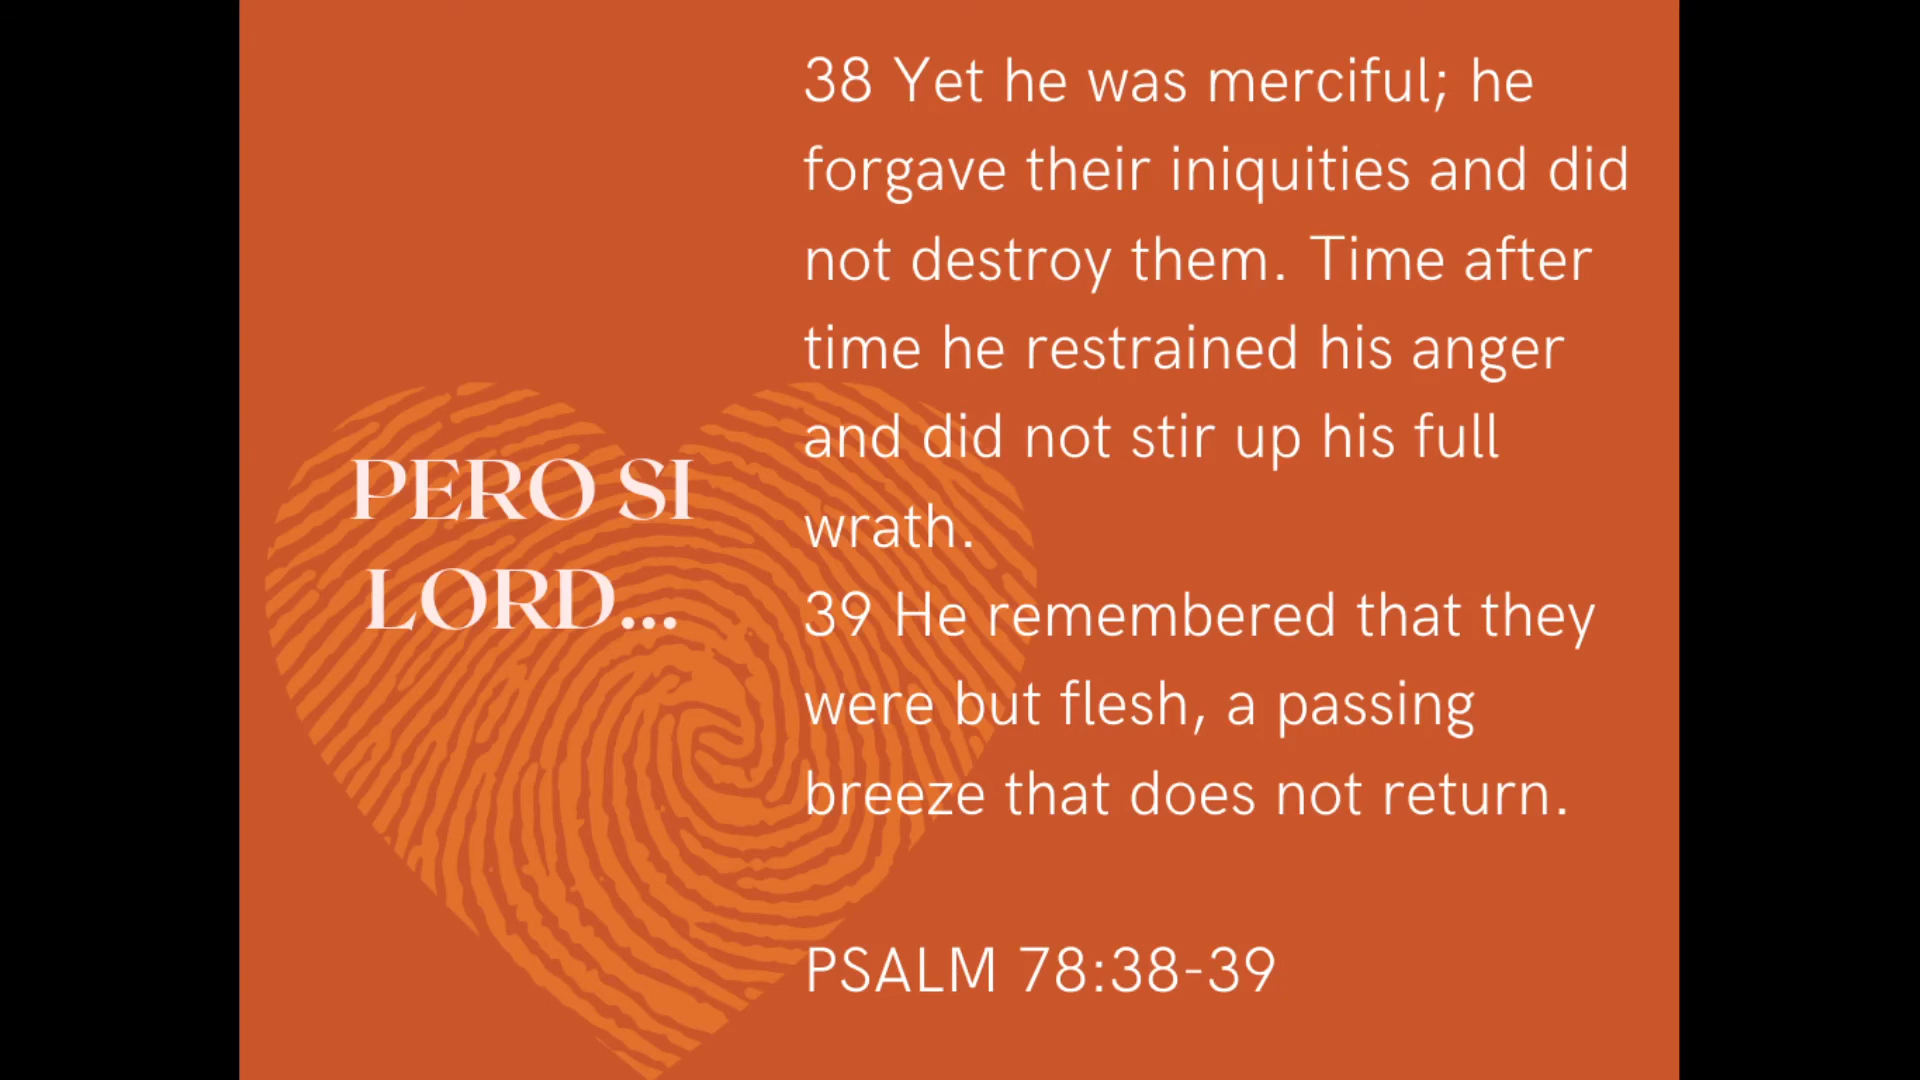 PERO SI
LORD...
38 Yet he was merciful; he
forgave their iniquities and did
not destroy them. Time after
time he restrained his anger
and did not stir up his full
wrath.
39 He remembered that they
were but flesh, a passing
breeze that does not return.
PSALM 78:38-39